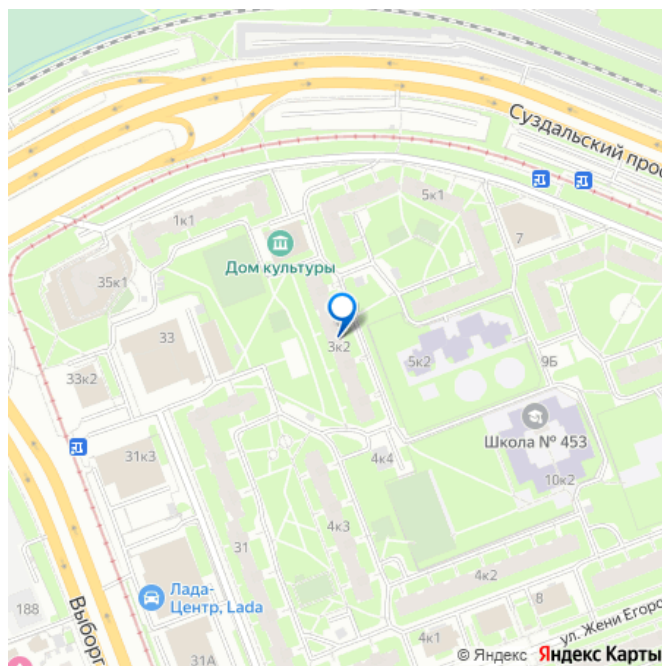 Суздальский прос
5к1
1к1
7
Дом культуры
35к1
33
3к2
5к2
9Б
33к2
Школа № 453
31к3
4к4
10к2
4к3
31
Лада-
Центр, Lada
4к2
188
Выборг
8
ул. Жени Егоро
4к1
31А
© Яндекс Яндекс Карты